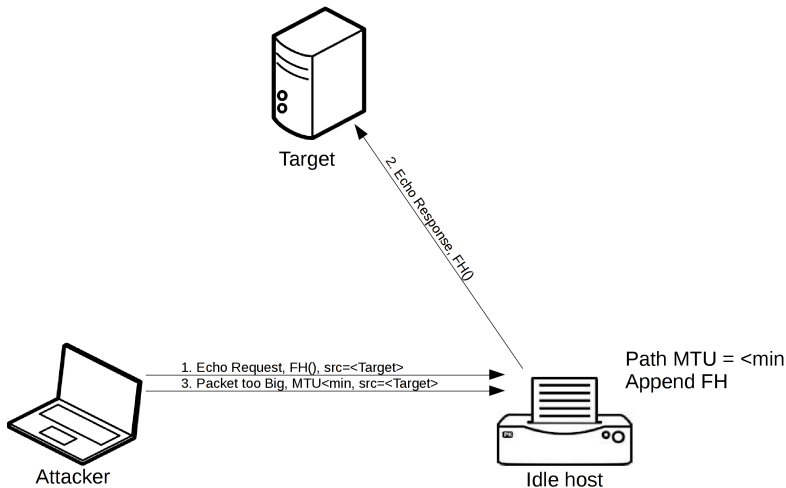 Target
2. Echo Response, FH()
1. Echo Request, FH(), src=<Target>
3. Packet too Big, MTU<min, src=<Target>
Path MTU = <min
Append FH
Attacker
Idle host